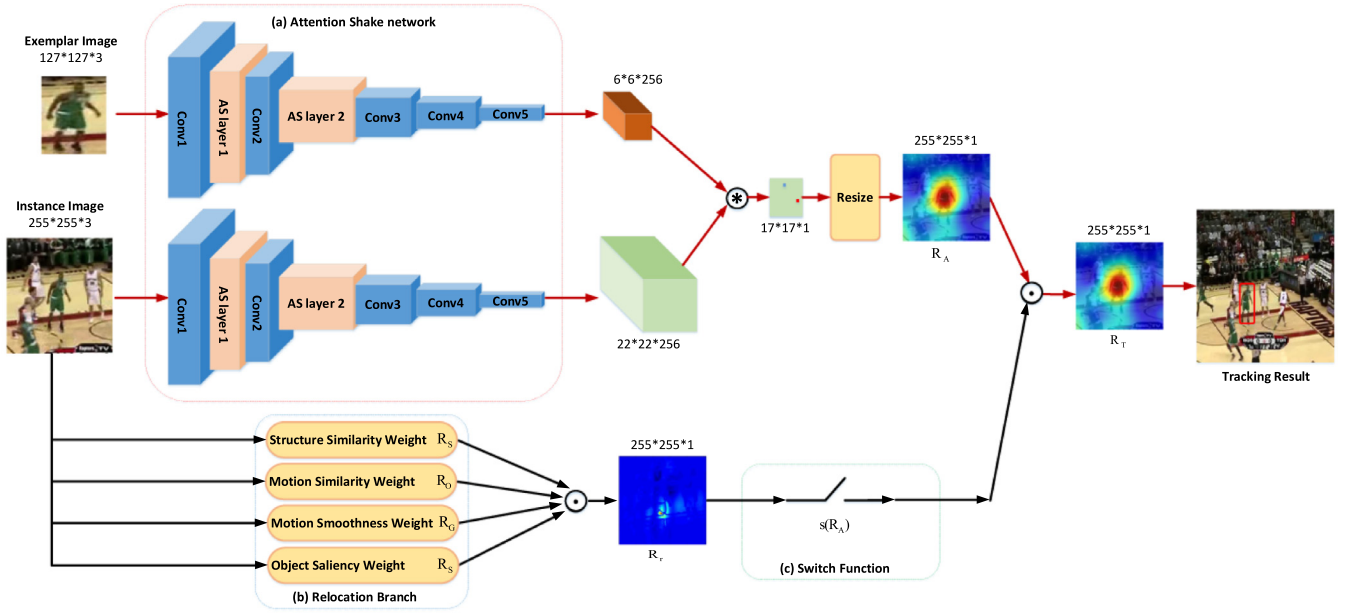 (a) Attention Shake network
Exemplar Image
127*127*3
Conv1
AS layer 1
Conv2
AS layer 2
Conv3
Conv4
Conv5
6*6*256
Instance Image
255*255*3
Conv1
AS layer 1
Conv2
AS layer 2
Conv3
Conv4
Conv5
22*22*256
*
17*17*1
Resize
255*255*1
R_A
255*255*1
R_T
RAPTORS
Tracking Result
Structure Similarity Weight R_S
Motion Similarity Weight R_O
Motion Smoothness Weight R_G
Object Saliency Weight R_S
(b) Relocation Branch
255*255*1
R_r
s(R_A)
(c) Switch Function